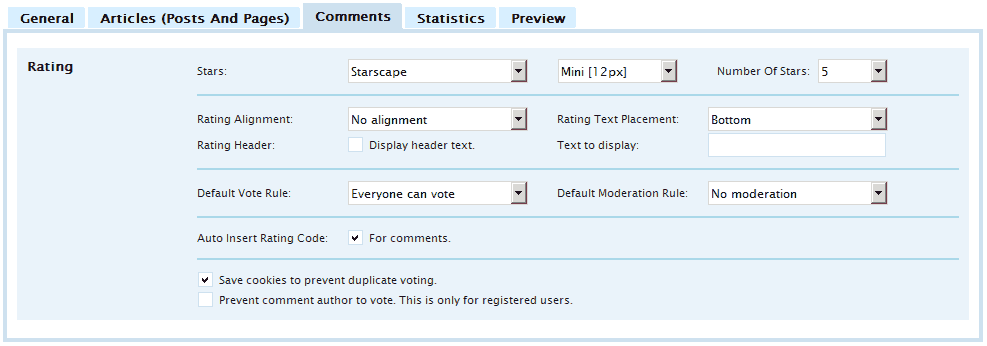 General Articles (Posts And Pages) Comments Statistics Preview
Rating
Stars: Starscape Mini [12px] Number Of Stars: 5
Rating Alignment: No alignment Rating Text Placement: Bottom
Rating Header: Display header text. Text to display:
Default Vote Rule: Everyone can vote Default Moderation Rule: No moderation
Auto Insert Rating Code: For comments.
Save cookies to prevent duplicate voting.
Prevent comment author to vote. This is only for registered users.